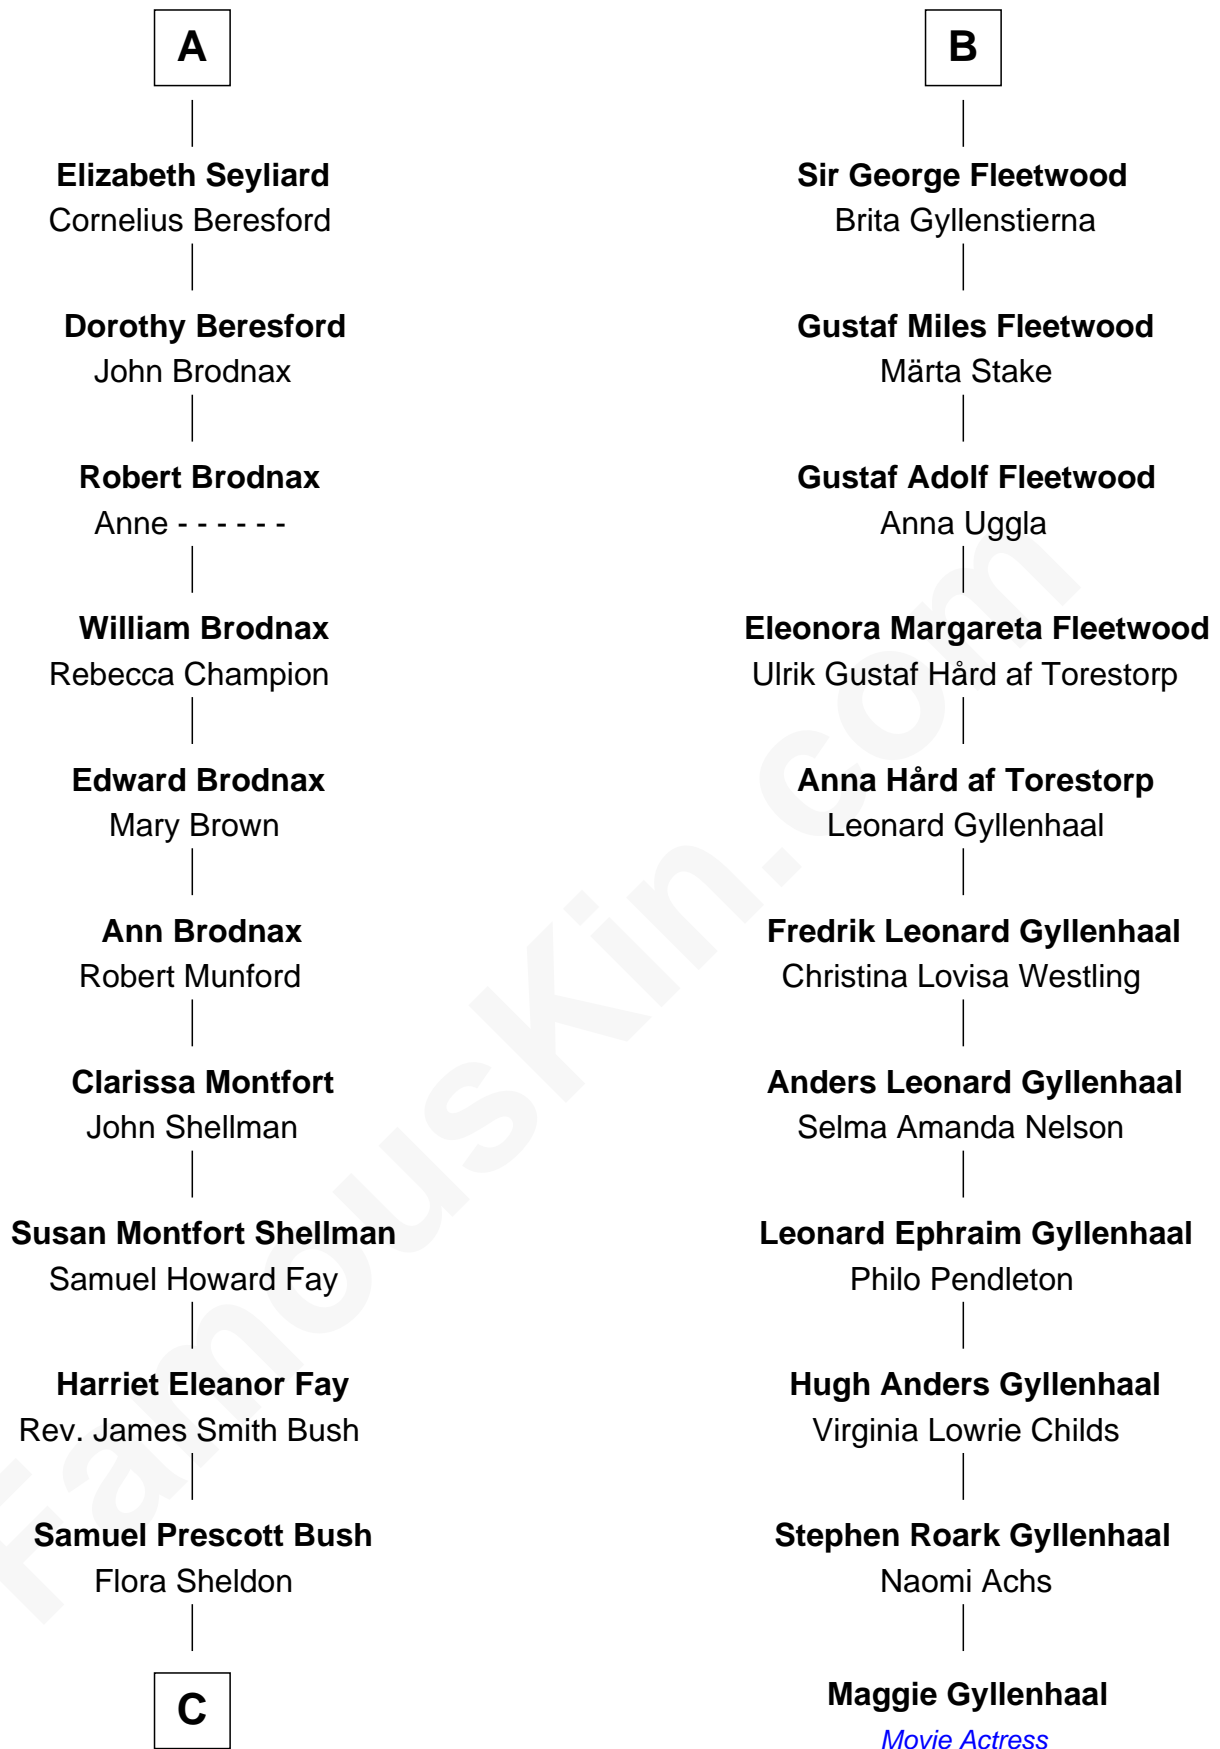 A
Elizabeth Seyliard
Cornelius Beresford
Dorothy Beresford
John Brodnax
Robert Brodnax
Anne - - - - - -
William Brodnax
Rebecca Champion
Edward Brodnax
Mary Brown
Ann Brodnax
Robert Munford
Clarissa Montfort
John Shellman
Susan Montfort Shellman
Samuel Howard Fay
Harriet Eleanor Fay
Rev. James Smith Bush
Samuel Prescott Bush
Flora Sheldon
C
B
Sir George Fleetwood
Brita Gyllenstierna
Gustaf Miles Fleetwood
Märta Stake
Gustaf Adolf Fleetwood
Anna Uggla
Eleonora Margareta Fleetwood
Ulrik Gustaf Hård af Torestorp
Anna Hård af Torestorp
Leonard Gyllenhaal
Fredrik Leonard Gyllenhaal
Christina Lovisa Westling
Anders Leonard Gyllenhaal
Selma Amanda Nelson
Leonard Ephraim Gyllenhaal
Philo Pendleton
Hugh Anders Gyllenhaal
Virginia Lowrie Childs
Stephen Roark Gyllenhaal
Naomi Achs
Maggie Gyllenhaal
Movie Actress
FamousKin.com